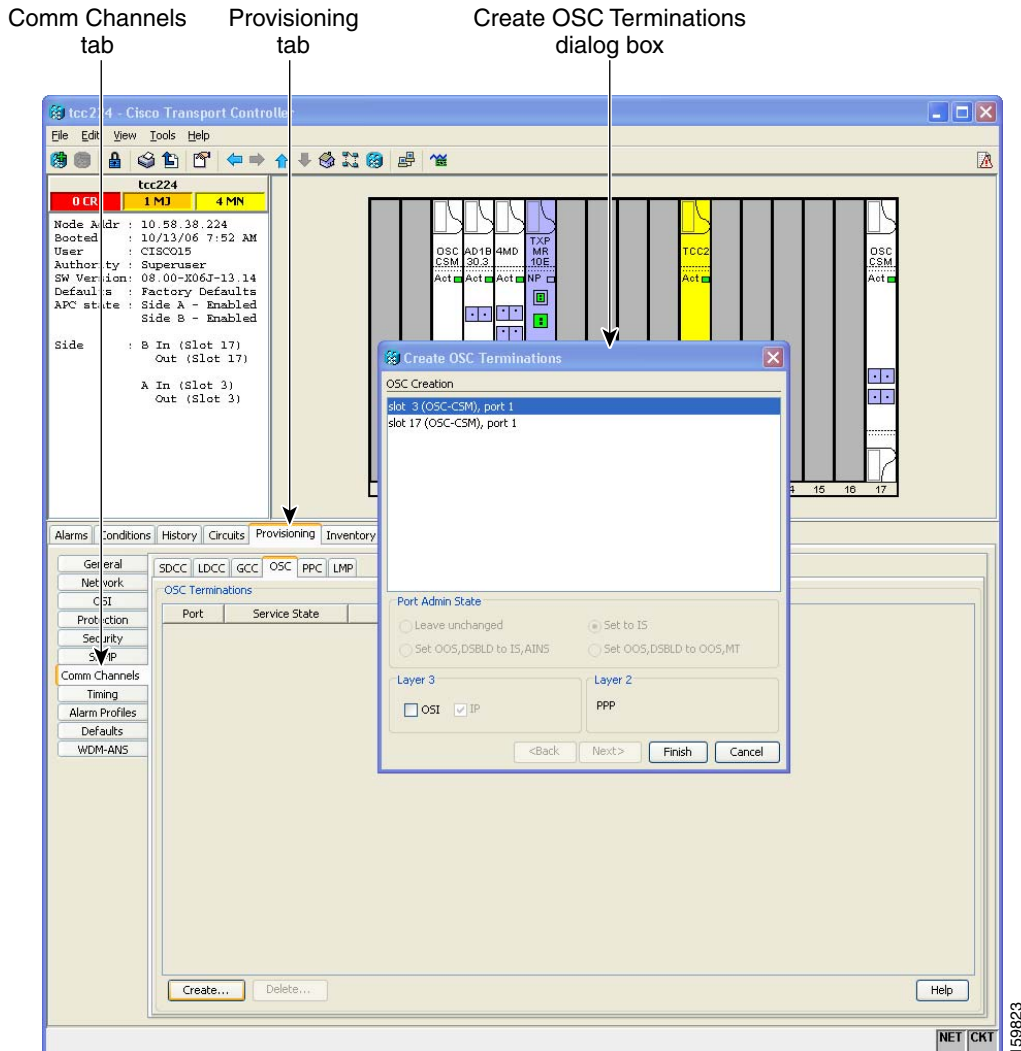 Comm Channels tab
Provisioning tab
Create OSC Terminations dialog box
tcc224 - Cisco Transport Controller
File Edit View Tools Help
tcc224
0 CR 1 MJ 4 MN
Node Addr : 10.58.38.224
Booted : 10/13/06 7:52 AM
User : CISCO15
Authority : Superuser
SW Version: 08.00-X06J-13.14
Defaults : Factory Defaults
APC state : Side A - Enabled
Side B - Enabled
Side : B In (Slot 17)
Out (Slot 17)
A In (Slot 3)
Out (Slot 3)
OSC CSM
Act
AD1B 30.3
Act
4MD
Act
TXP MR 10E
NP
TCC2
Act
OSC CSM
Act
15 16 17
Create OSC Terminations
OSC Creation
slot 3 (OSC-CSM), port 1
slot 17 (OSC-CSM), port 1
Port Admin State
Leave unchanged
Set to IS
Set OOS,DSBLD to IS,AINS
Set OOS,DSBLD to OOS,MT
Layer 3
OSI IP
Layer 2
PPP
<Back Next> Finish Cancel
Alarms Conditions History Circuits Provisioning Inventory
General
Network
OSI
Protection
Security
SNMP
Comm Channels
Timing
Alarm Profiles
Defaults
WDM-ANS
SDCC LDCC GCC OSC PPC LMP
OSC Terminations
Port Service State
Create... Delete... Help
NET CKT
159823